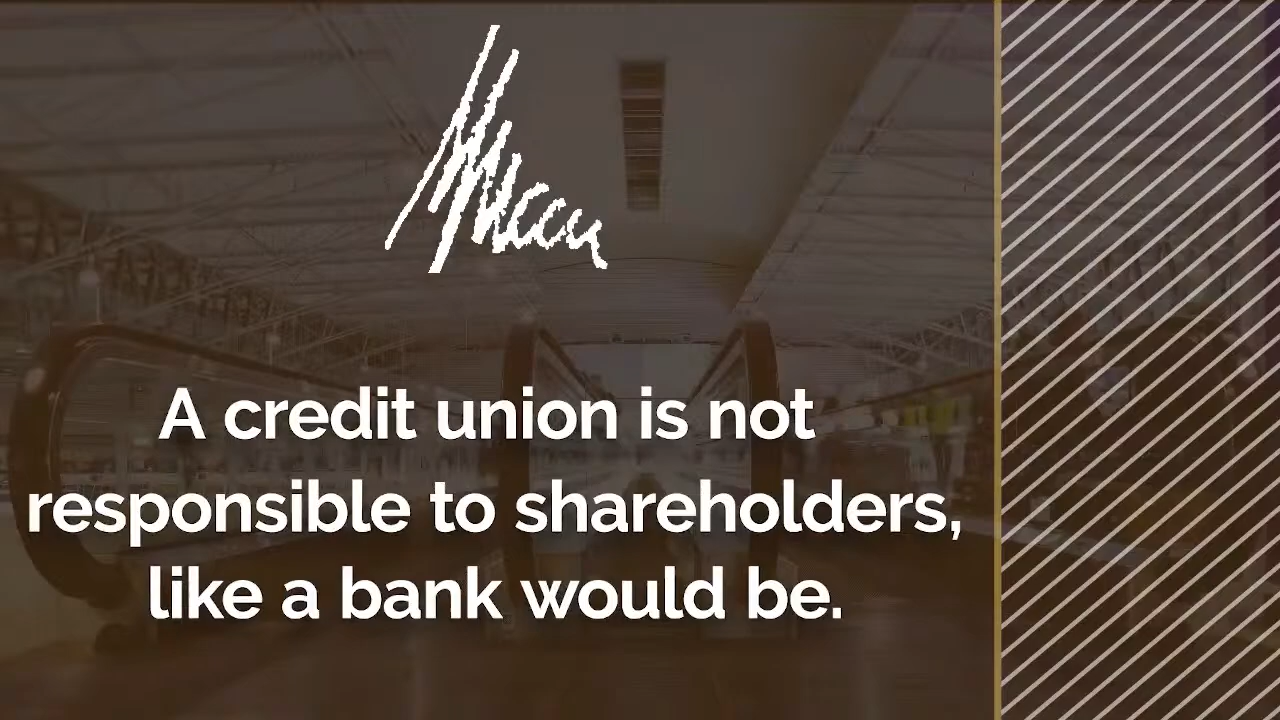 A credit union is not
responsible to shareholders,
like a bank would be.